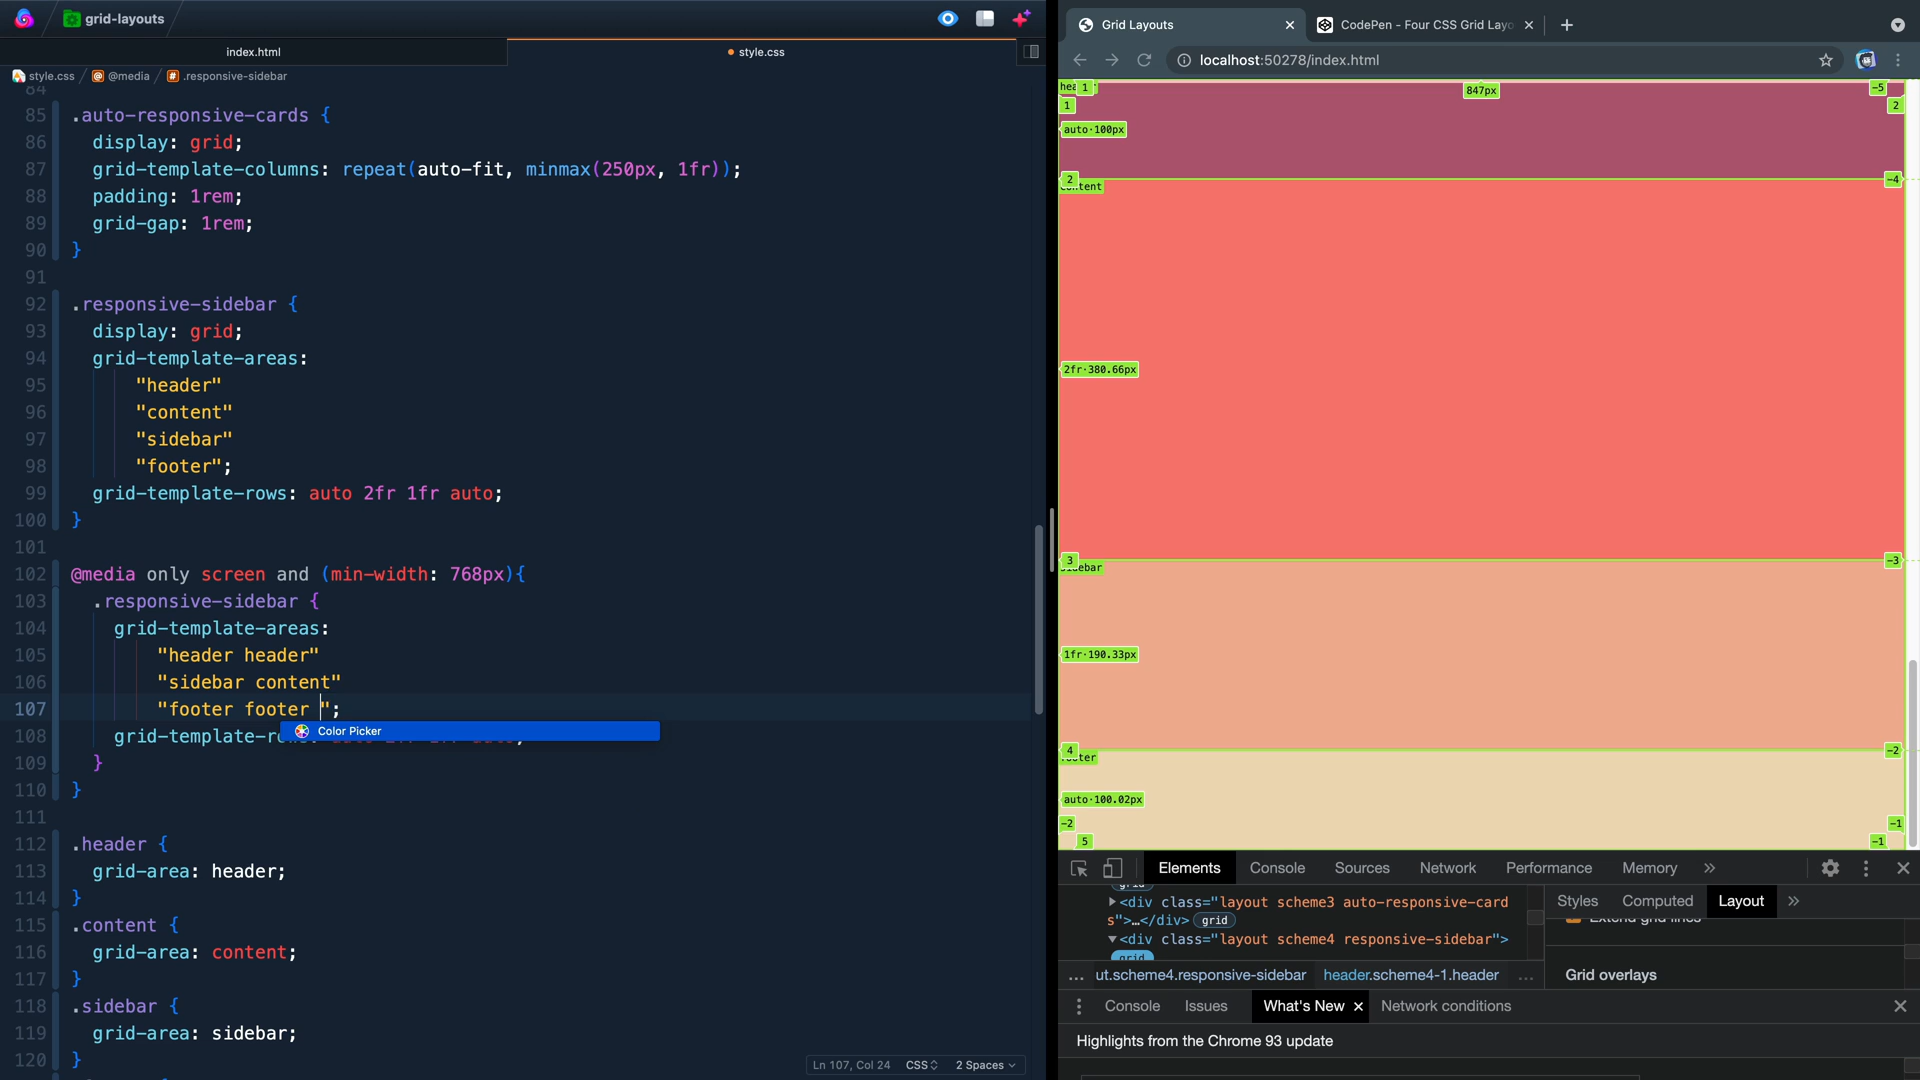 grid-layouts
index.html
style.css
style.css @media .responsive-sidebar
84
85 .auto-responsive-cards {
86 display: grid;
87 grid-template-columns: repeat(auto-fit, minmax(250px, 1fr));
88 padding: 1rem;
89 grid-gap: 1rem;
90 }
91
92 .responsive-sidebar {
93 display: grid;
94 grid-template-areas:
95 "header"
96 "content"
97 "sidebar"
98 "footer";
99 grid-template-rows: auto 2fr 1fr auto;
100 }
101
102 @media only screen and (min-width: 768px){
103 .responsive-sidebar {
104 grid-template-areas:
105 "header header"
106 "sidebar content"
107 "footer footer ";
Color Picker
108 grid-template-r
109 }
110 }
111
112 .header {
113 grid-area: header;
114 }
115 .content {
116 grid-area: content;
117 }
118 .sidebar {
119 grid-area: sidebar;
120 }
Ln 107, Col 24 CSS 2 Spaces
Grid Layouts
CodePen - Four CSS Grid Layo
localhost:50278/index.html
1 847px -5
1 2
auto·100px
2 -4
content
2fr·380.66px
3 -3
sidebar
1fr·190.33px
4 -2
footer
auto·100.02px
-2 -1
5 -1
Elements Console Sources Network Performance Memory »
grid
<div class="layout scheme3 auto-responsive-card
s">…</div> grid
<div class="layout scheme4 responsive-sidebar">
grid
... ut.scheme4.responsive-sidebar header.scheme4-1.header ...
Styles Computed Layout »
Extend grid lines
Grid overlays
Console Issues What's New Network conditions
Highlights from the Chrome 93 update